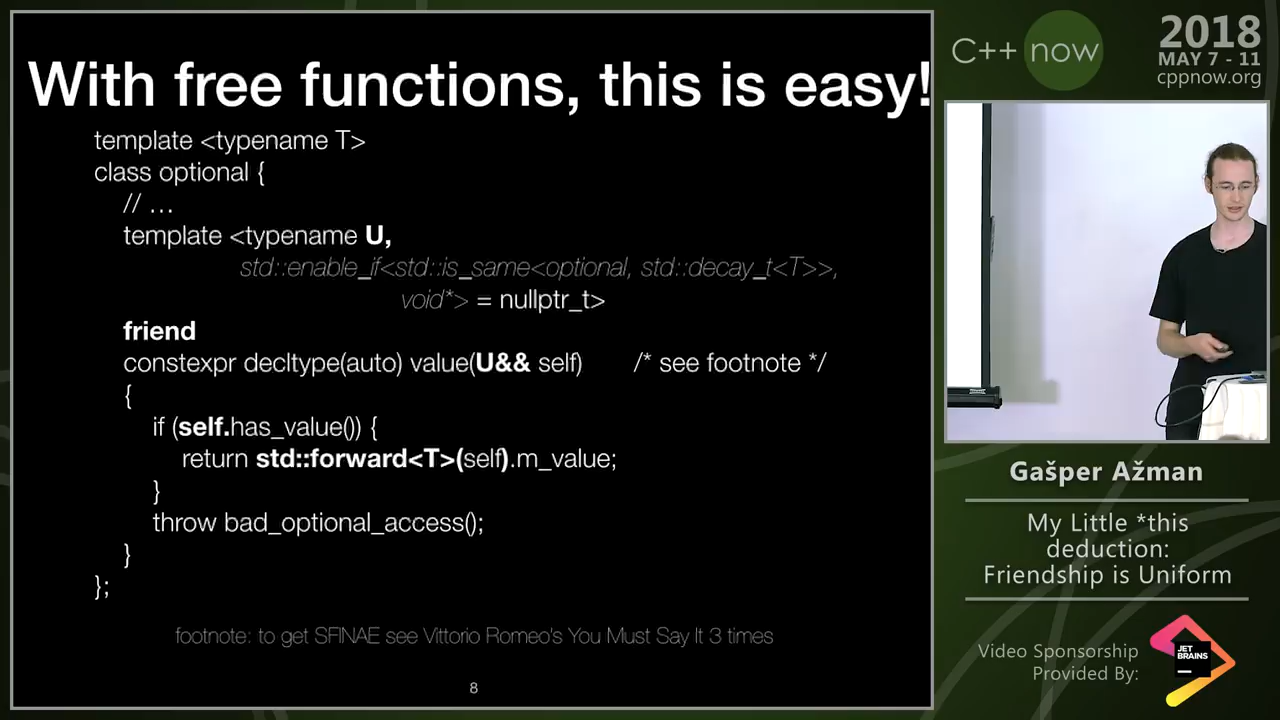 With free functions, this is easy!
template <typename T>
class optional {
// …
template <typename U,
std::enable_if<std::is_same<optional, std::decay_t<T>>,
void*> = nullptr_t>
friend
constexpr decltype(auto) value(U&& self) /* see footnote */
{
if (self.has_value()) {
return std::forward<T>(self).m_value;
}
throw bad_optional_access();
}
};
footnote: to get SFINAE see Vittorio Romeo's You Must Say It 3 times
8
C++ now
2018
MAY 7 - 11
cppnow.org
Gašper Ažman
My Little *this
deduction:
Friendship is Uniform
Video Sponsorship
Provided By:
JET
BRAINS